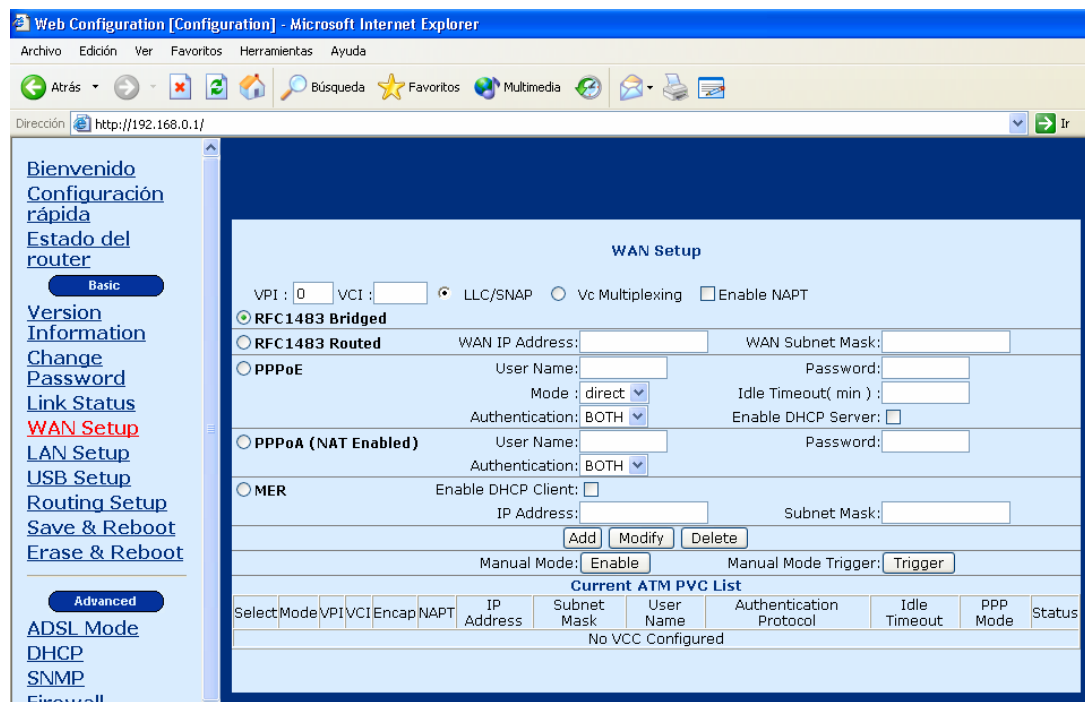 Web Configuration [Configuration] - Microsoft Internet Explorer
Archivo Edición Ver Favoritos Herramientas Ayuda
Atrás Búsqueda Favoritos Multimedia
Dirección http://192.168.0.1/ Ir
Bienvenido
Configuración
rápida
Estado del
router
Basic
Version
Information
Change
Password
Link Status
WAN Setup
LAN Setup
USB Setup
Routing Setup
Save & Reboot
Erase & Reboot
Advanced
ADSL Mode
DHCP
SNMP
Firewall
WAN Setup
VPI : 0 VCI : LLC/SNAP Vc Multiplexing Enable NAPT
RFC1483 Bridged
RFC1483 Routed WAN IP Address: WAN Subnet Mask:
PPPoE User Name: Password:
Mode : direct Idle Timeout( min ) :
Authentication: BOTH Enable DHCP Server:
PPPoA (NAT Enabled) User Name: Password:
Authentication: BOTH
MER Enable DHCP Client:
IP Address: Subnet Mask:
Add Modify Delete
Manual Mode: Enable Manual Mode Trigger: Trigger
Current ATM PVC List
Select Mode VPI VCI Encap NAPT IP Address Subnet Mask User Name Authentication Protocol Idle Timeout PPP Mode Status
No VCC Configured